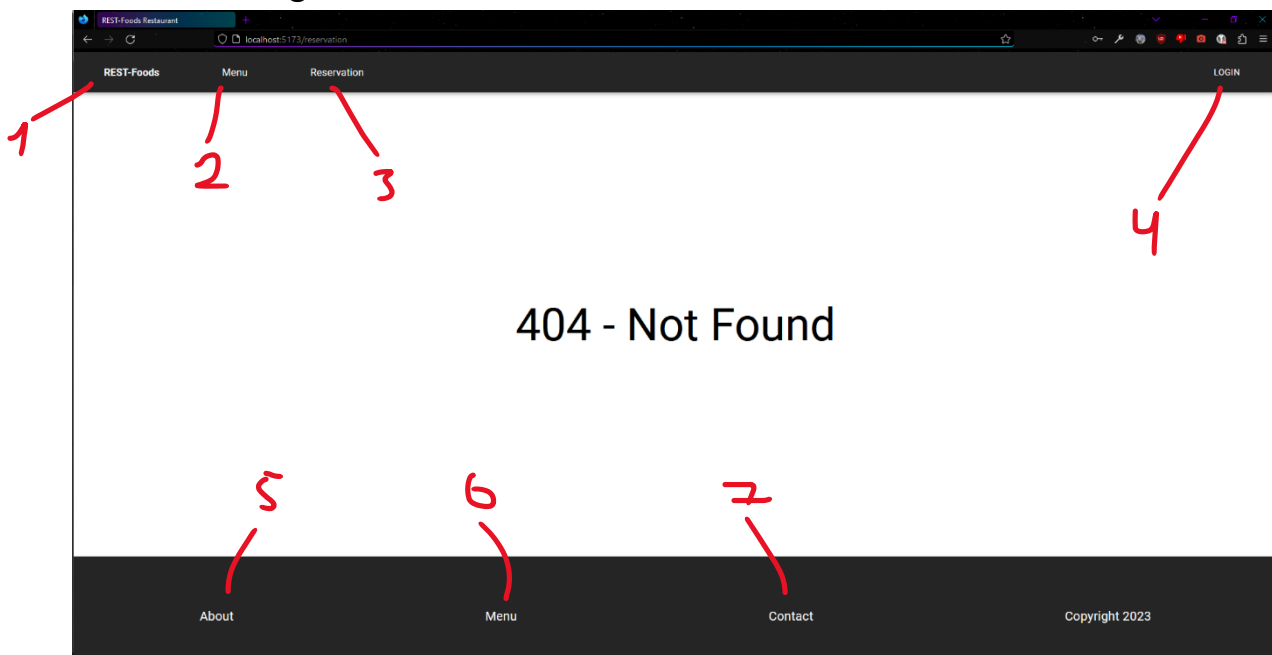 REST-Foods Restaurant
localhost:5173/reservation
REST-Foods Menu Reservation LOGIN
1 2 3 4
404 - Not Found
5 6 7
About Menu Contact Copyright 2023